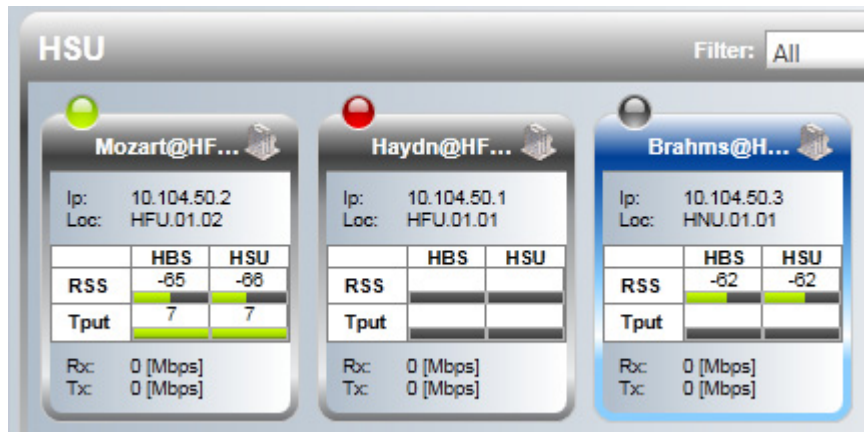 HSU
Filter: All
Mozart@HF...
Ip: 10.104.50.2
Loc: HFU.01.02
HBS HSU
RSS -65 -66
Tput 7 7
Rx: 0 [Mbps]
Tx: 0 [Mbps]
Haydn@HF...
Ip: 10.104.50.1
Loc: HFU.01.01
HBS HSU
RSS
Tput
Rx: 0 [Mbps]
Tx: 0 [Mbps]
Brahms@H...
Ip: 10.104.50.3
Loc: HNU.01.01
HBS HSU
RSS -62 -62
Tput
Rx: 0 [Mbps]
Tx: 0 [Mbps]